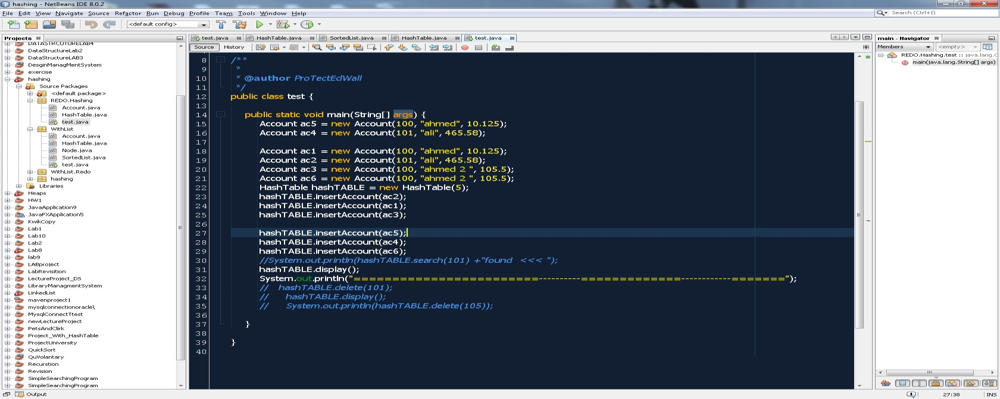 hashing - NetBeans IDE 8.0.2
File Edit View Navigate Source Refactor Run Debug Profile Team Tools Window Help
Search (Ctrl+I)
<default config>
Projects
DATASTRCUTURELAB4
DataStructureLab2
DataStructureLAB3
DesginManagMentSystem
exercise
hashing
Source Packages
<default package>
REDO.Hashing
Account.java
HashTable.java
test.java
WithList
Account.java
HashTable.java
Node.java
SortedList.java
test.java
WithList.Redo
hashing
Libraries
Heaps
HW1
JavaApplication9
JavaFXApplication5
KwikCopy
Lab1
Lab10
Lab2
Lab8
lab9
LABproject
LabRevisition
LectureProject_DS
LibraryManagmentSystem
LinkedList
mavenproject1
mysqlconnectionoracle\
MysqlConnectTtest
newLectureProject
PetsAndClirk
Project_With_HashTable
ProjectUniversity
QuickSort
QuVolantary
Recurstion
Revision
SimpleSearchingProgram
SimpleSearchingProgram
test.java HashTable.java SortedList.java HashTable.java test.java
Source History
8 /**
9 *
10 * @author ProTectEdWall
11 */
12 public class test {
13
14 public static void main(String[] args) {
15 Account ac5 = new Account(100, "ahmed", 10.125);
16 Account ac4 = new Account(101, "ali", 465.58);
17
18 Account ac1 = new Account(100, "ahmed", 10.125);
19 Account ac2 = new Account(101, "ali", 465.58);
20 Account ac3 = new Account(100, "ahmed 2 ", 105.5);
21 Account ac6 = new Account(100, "ahmed 2 ", 105.5);
22 HashTable hashTABLE = new HashTable(5);
23 hashTABLE.insertAccount(ac2);
24 hashTABLE.insertAccount(ac1);
25 hashTABLE.insertAccount(ac3);
26
27 hashTABLE.insertAccount(ac5);
28 hashTABLE.insertAccount(ac4);
29 hashTABLE.insertAccount(ac6);
30 //System.out.println(hashTABLE.search(101) +"found <<< ");
31 hashTABLE.display();
32 System.out.println("========================---------=============-----------=======");
33 // hashTABLE.delete(101);
34 // hashTABLE.display();
35 // System.out.println(hashTABLE.delete(105));
36
37 }
38
39 }
40
main - Navigator
Members <empty>
REDO.Hashing.test :: java.lang.O
main(java.lang.String[] args)
Output
1 27:38 INS